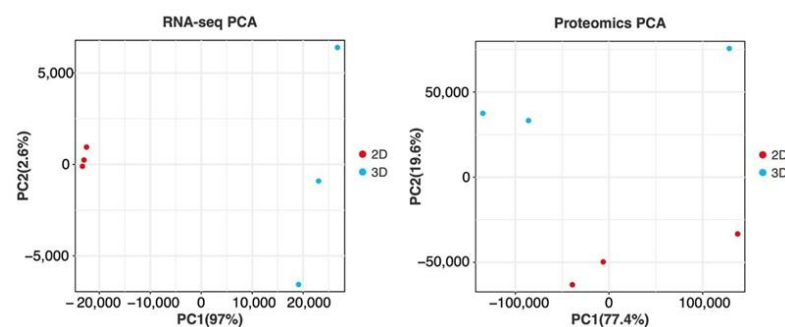 RNA-seq PCA
5,000
0
−5,000
PC2(2.6%)
−20,000 −10,000 0 10,000 20,000
PC1(97%)
2D
3D
Proteomics PCA
50,000
0
−50,000
PC2(19.6%)
−100,000 0 100,000
PC1(77.4%)
2D
3D